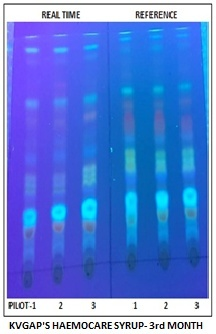 REAL TIME REFERENCE
PILOT-1 2 3 1 2 3
KVGAP'S HAEMOCARE SYRUP- 3rd MONTH